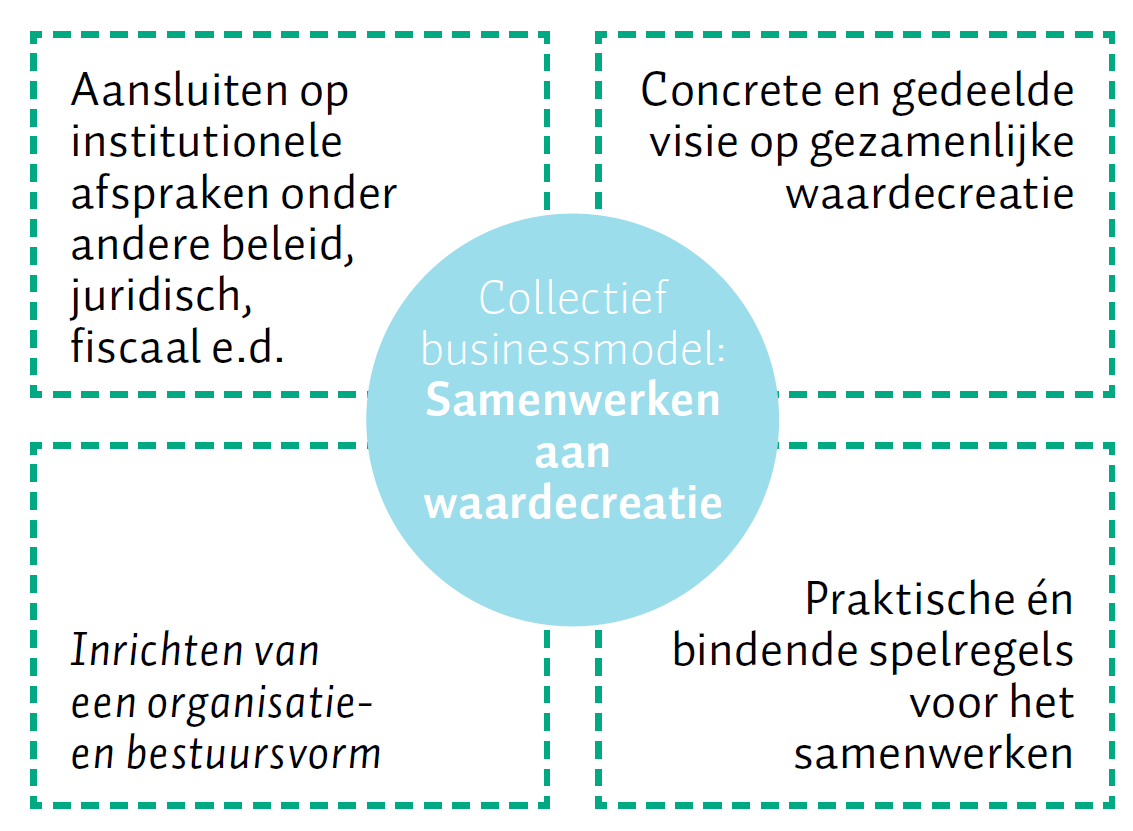 Aansluiten op
institutionele
afspraken onder
andere beleid,
juridisch,
fiscaal e.d.
Concrete en gedeelde
visie op gezamenlijke
waardecreatie
Collectief
businessmodel:
Samenwerken
aan
waardecreatie
Inrichten van
een organisatie-
en bestuursvorm
Praktische én
bindende spelregels
voor het
samenwerken